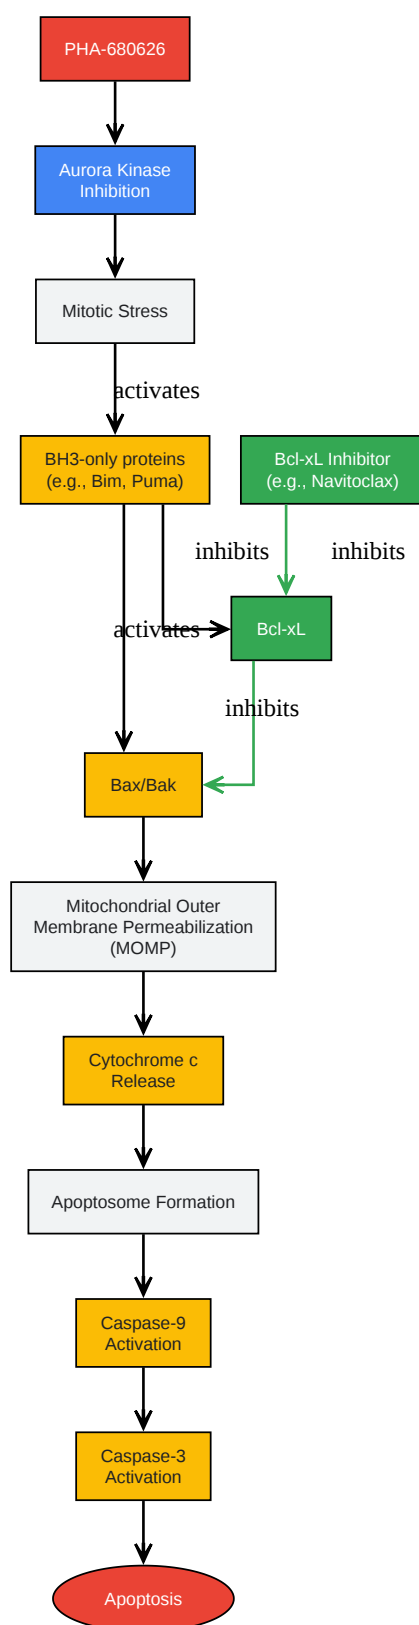 PHA-680626
Aurora Kinase
Inhibition
Mitotic Stress
activates
BH3-only proteins
(e.g., Bim, Puma)
Bcl-xL Inhibitor
(e.g., Navitoclax)
inhibits
inhibits
activates
Bcl-xL
inhibits
Bax/Bak
Mitochondrial Outer
Membrane Permeabilization
(MOMP)
Cytochrome c
Release
Apoptosome Formation
Caspase-9
Activation
Caspase-3
Activation
Apoptosis